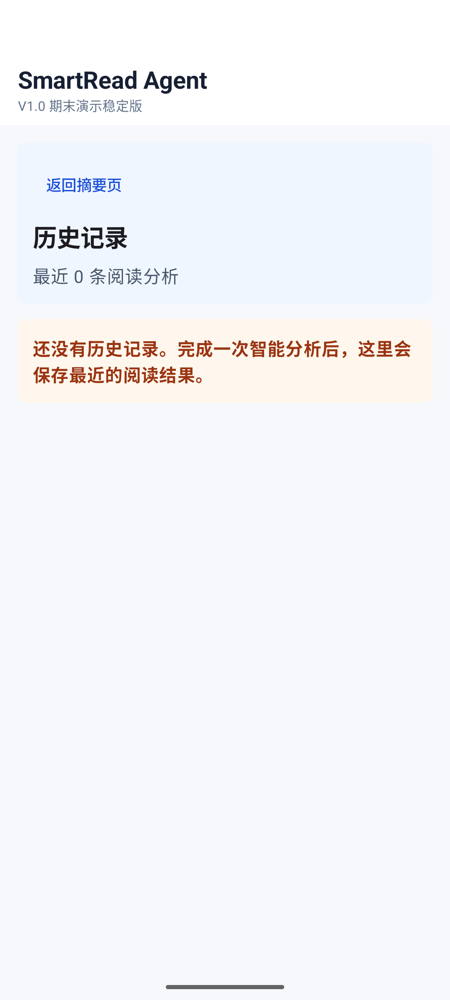 SmartRead Agent
V1.0 期末演示稳定版
返回摘要页
历史记录
最近 0 条阅读分析
还没有历史记录。完成一次智能分析后，这里会
保存最近的阅读结果。